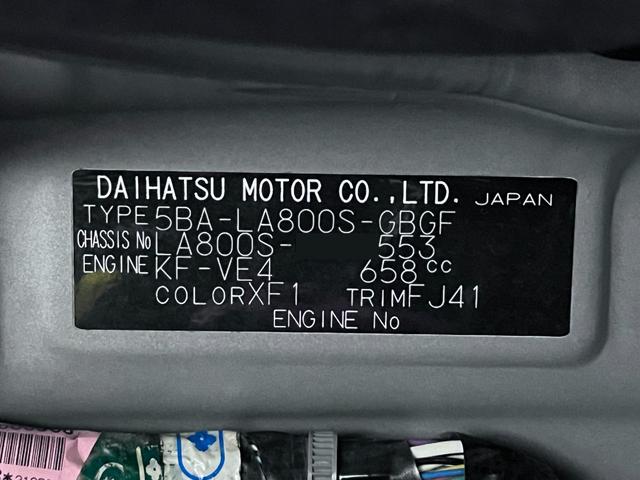 DAIHATSU MOTOR CO.,LTD. JAPAN
TYPE 5BA-LA800S-GBGF
CHASSIS No LA800S- 553
ENGINE KF-VE4 658cc
COLOR XF1 TRIM FJ41
ENGINE No